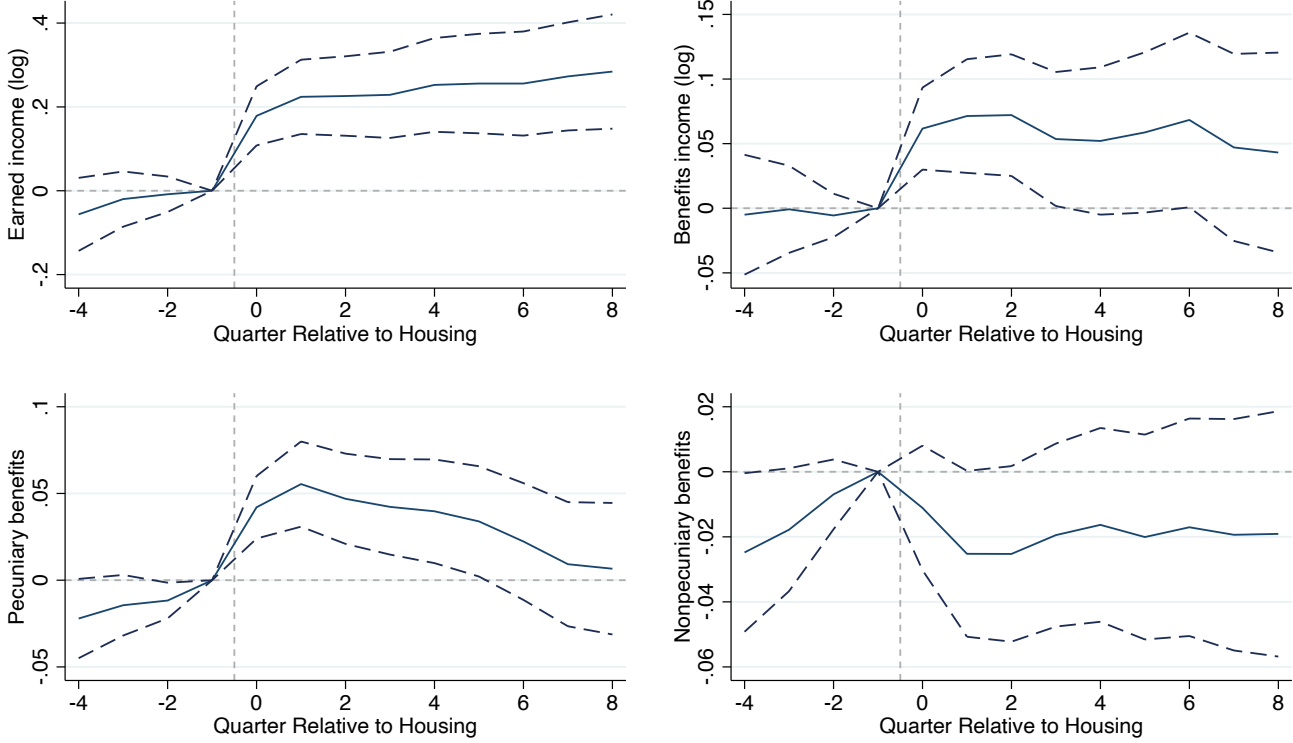 Earned income (log)
.4
.2
0
-.2
-4 -2 0 2 4 6 8
Quarter Relative to Housing
Benefits income (log)
.15
.1
.05
0
-.05
-4 -2 0 2 4 6 8
Quarter Relative to Housing
Pecuniary benefits
.1
.05
0
-.05
-4 -2 0 2 4 6 8
Quarter Relative to Housing
Nonpecuniary benefits
.02
0
-.02
-.04
-.06
-4 -2 0 2 4 6 8
Quarter Relative to Housing